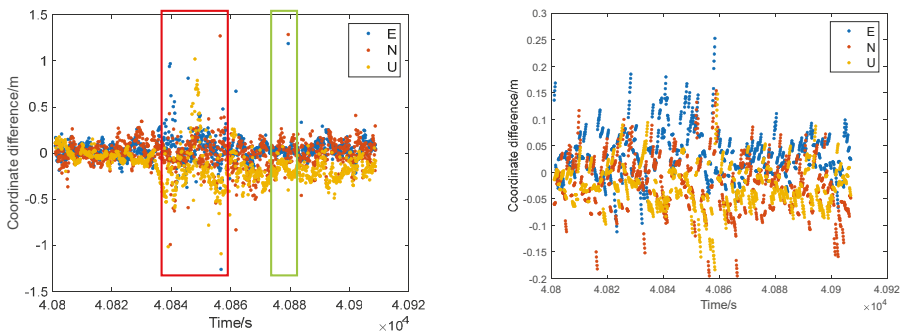 1.5
1
0.5
0
-0.5
-1
-1.5
Coordinate difference/m
E
N
U
4.08 4.082 4.084 4.086 4.088 4.09 4.092
Time/s
×10⁴
0.3
0.25
0.2
0.15
0.1
0.05
0
-0.05
-0.1
-0.15
-0.2
Coordinate difference/m
E
N
U
4.08 4.082 4.084 4.086 4.088 4.09 4.092
Time/s
×10⁴